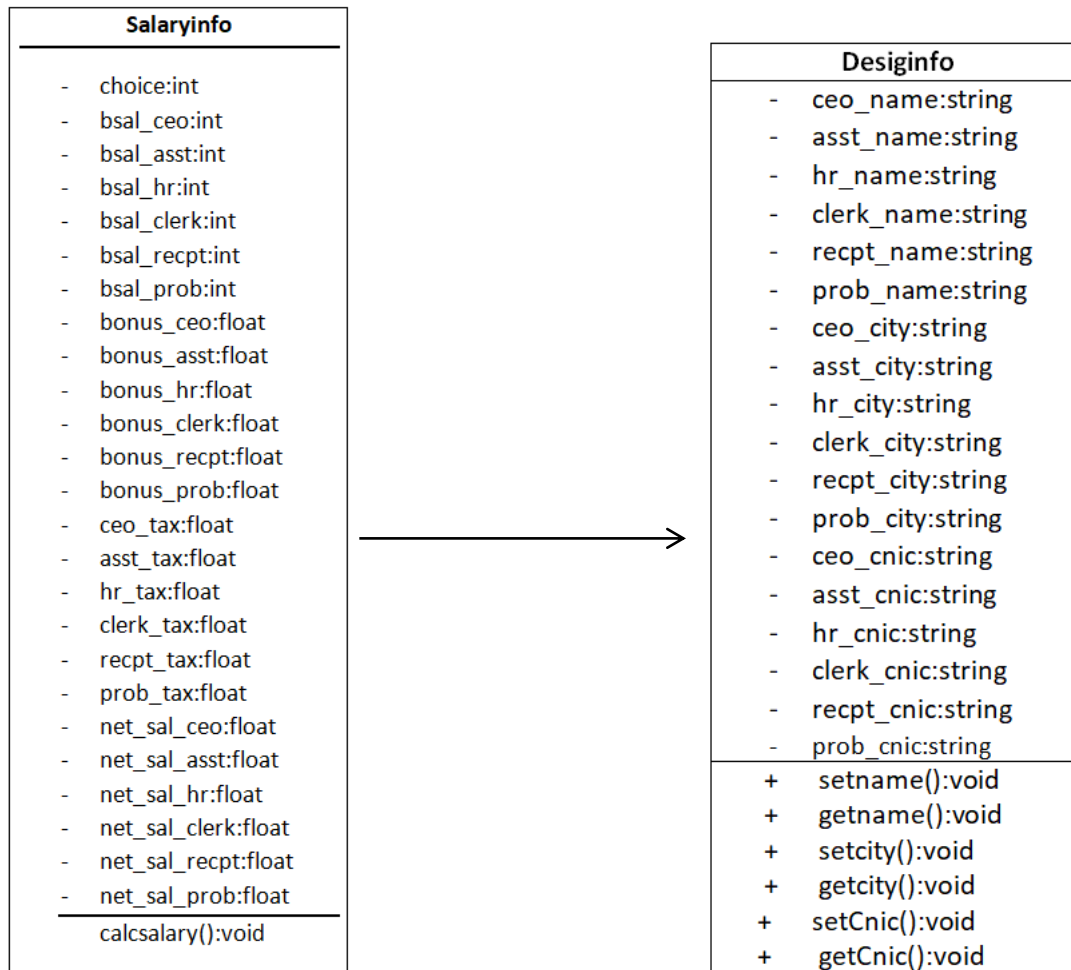 Salaryinfo
- choice:int
- bsal_ceo:int
- bsal_asst:int
- bsal_hr:int
- bsal_clerk:int
- bsal_recpt:int
- bsal_prob:int
- bonus_ceo:float
- bonus_asst:float
- bonus_hr:float
- bonus_clerk:float
- bonus_recpt:float
- bonus_prob:float
- ceo_tax:float
- asst_tax:float
- hr_tax:float
- clerk_tax:float
- recpt_tax:float
- prob_tax:float
- net_sal_ceo:float
- net_sal_asst:float
- net_sal_hr:float
- net_sal_clerk:float
- net_sal_recpt:float
- net_sal_prob:float
calcsalary():void
Desiginfo
- ceo_name:string
- asst_name:string
- hr_name:string
- clerk_name:string
- recpt_name:string
- prob_name:string
- ceo_city:string
- asst_city:string
- hr_city:string
- clerk_city:string
- recpt_city:string
- prob_city:string
- ceo_cnic:string
- asst_cnic:string
- hr_cnic:string
- clerk_cnic:string
- recpt_cnic:string
- prob_cnic:string
+ setname():void
+ getname():void
+ setcity():void
+ getcity():void
+ setCnic():void
+ getCnic():void